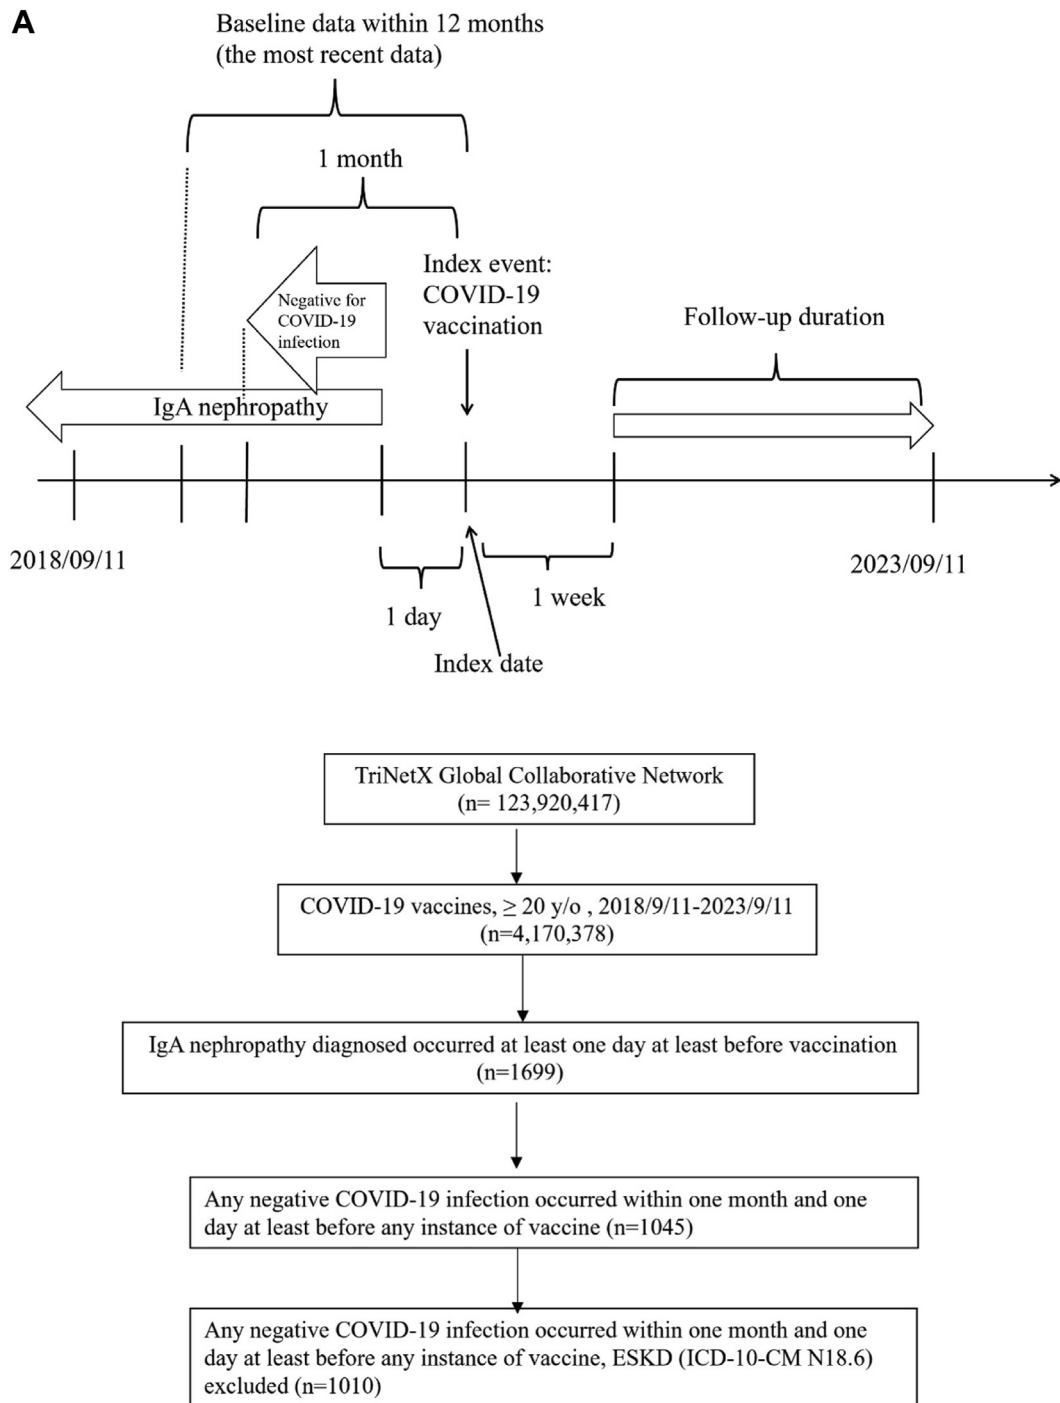 A
Baseline data within 12 months
(the most recent data)
1 month
Index event:
COVID-19
vaccination
Negative for
COVID-19
infection
Follow-up duration
IgA nephropathy
2018/09/11
2023/09/11
1 day
1 week
Index date
TriNetX Global Collaborative Network
(n= 123,920,417)
COVID-19 vaccines, ≥ 20 y/o , 2018/9/11-2023/9/11
(n=4,170,378)
IgA nephropathy diagnosed occurred at least one day at least before vaccination
(n=1699)
Any negative COVID-19 infection occurred within one month and one
day at least before any instance of vaccine (n=1045)
Any negative COVID-19 infection occurred within one month and one
day at least before any instance of vaccine, ESKD (ICD-10-CM N18.6)
excluded (n=1010)